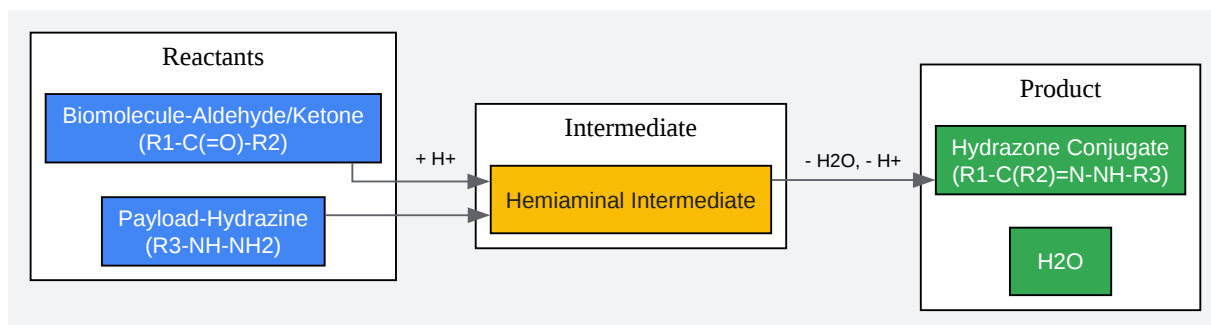 Reactants
Biomolecule-Aldehyde/Ketone
(R1-C(=O)-R2)
Payload-Hydrazine
(R3-NH-NH2)
+ H+
Intermediate
Hemiaminal Intermediate
- H2O, - H+
Product
Hydrazone Conjugate
(R1-C(R2)=N-NH-R3)
H2O